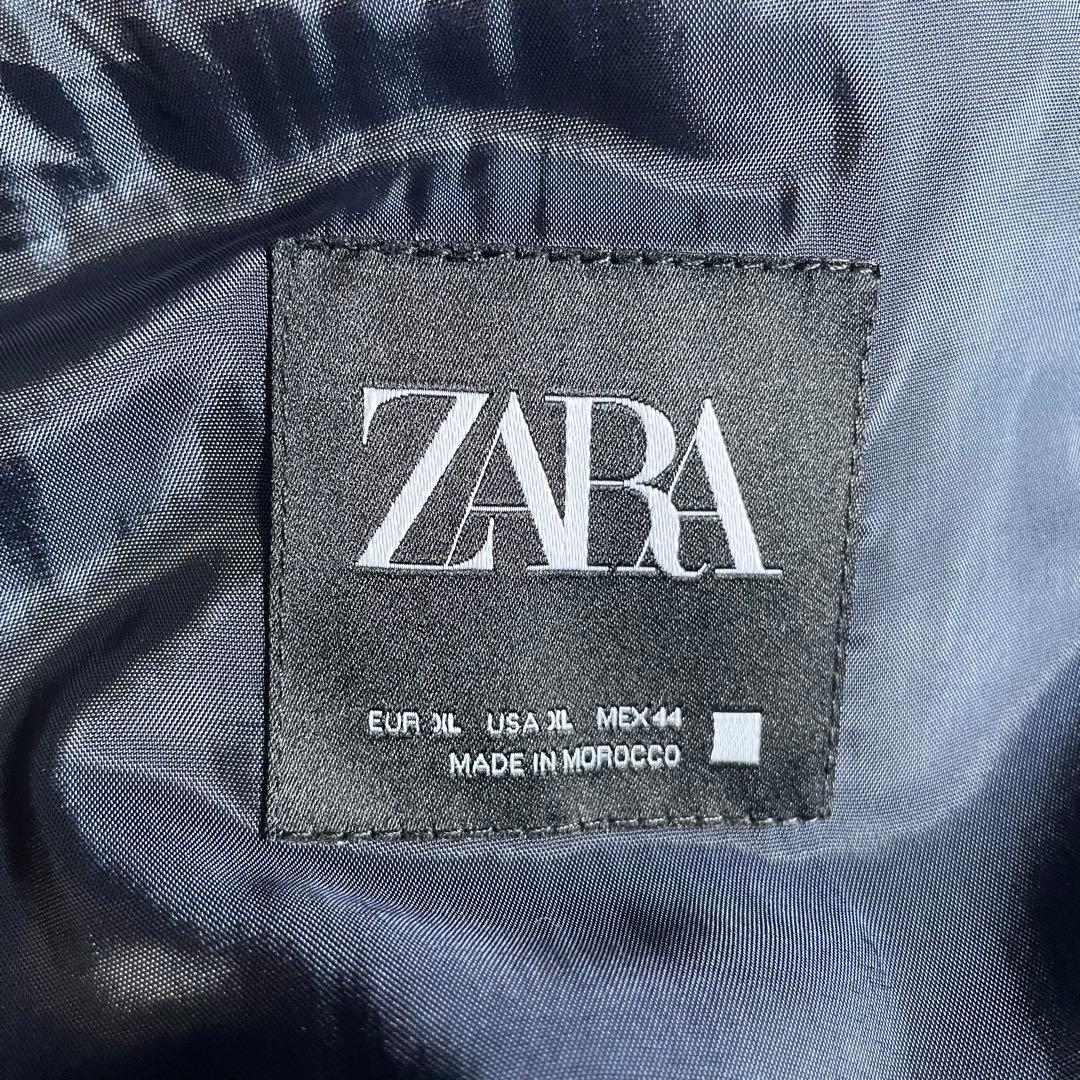 ZARA
EUR XL USA XL MEX 44
MADE IN MOROCCO